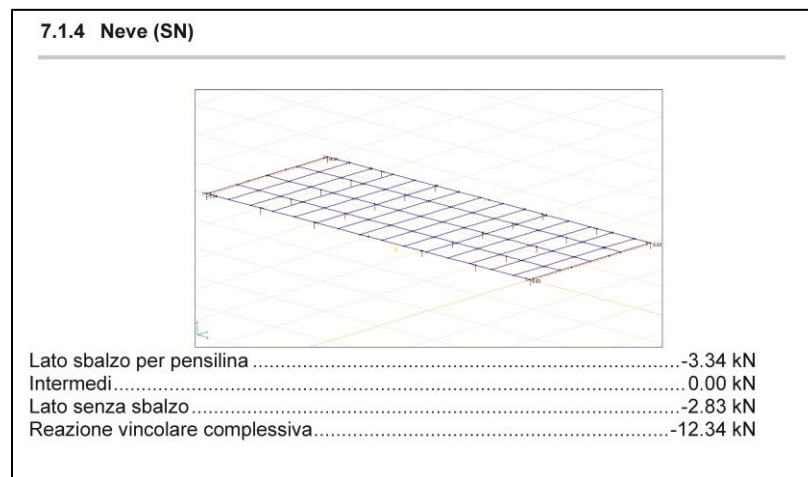 7.1.4 Neve (SN)
Lato sbalzo per pensilina ........................................................................ -3.34 kN
Intermedi ........................................................................ 0.00 kN
Lato senza sbalzo ........................................................................ -2.83 kN
Reazione vincolare complessiva ........................................................................ -12.34 kN